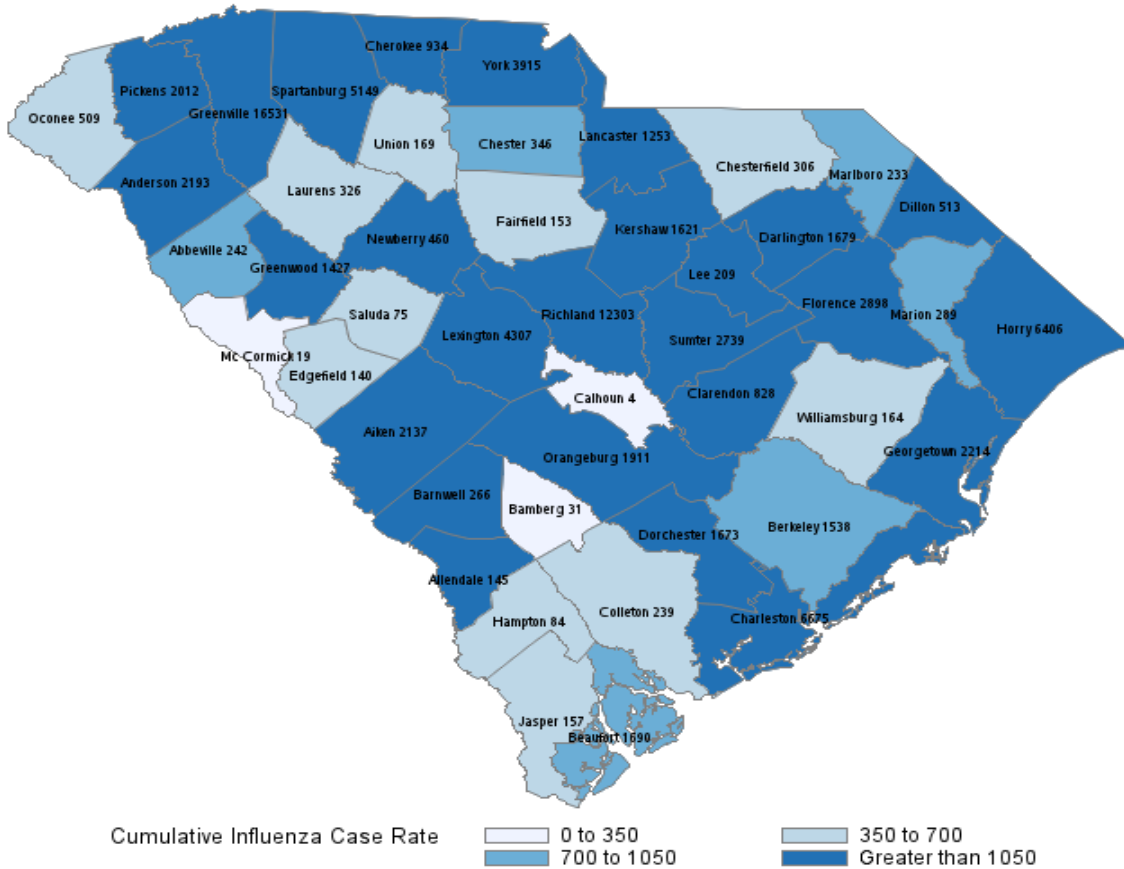 Cherokee 934
York 3915
Pickens 2012
Spartanburg 5149
Oconee 509
Greenville 16531
Union 169
Chester 346
Lancaster 1253
Chesterfield 306
Marlboro 233
Anderson 2193
Laurens 326
Dillon 513
Fairfield 153
Kershaw 1621
Darlington 1679
Newberry 460
Abbeville 242
Greenwood 1427
Lee 209
Florence 2898
Saluda 75
Richland 12303
Marion 289
Lexington 4307
Sumter 2739
Horry 6406
Mc Cormick 19
Edgefield 140
Calhoun 4
Clarendon 828
Williamsburg 164
Aiken 2137
Orangeburg 1911
Georgetown 2214
Barnwell 266
Bamberg 31
Berkeley 1538
Dorchester 1673
Allendale 145
Colleton 239
Hampton 84
Charleston 6675
Jasper 157
Beaufort 1690
Cumulative Influenza Case Rate
0 to 350
350 to 700
700 to 1050
Greater than 1050